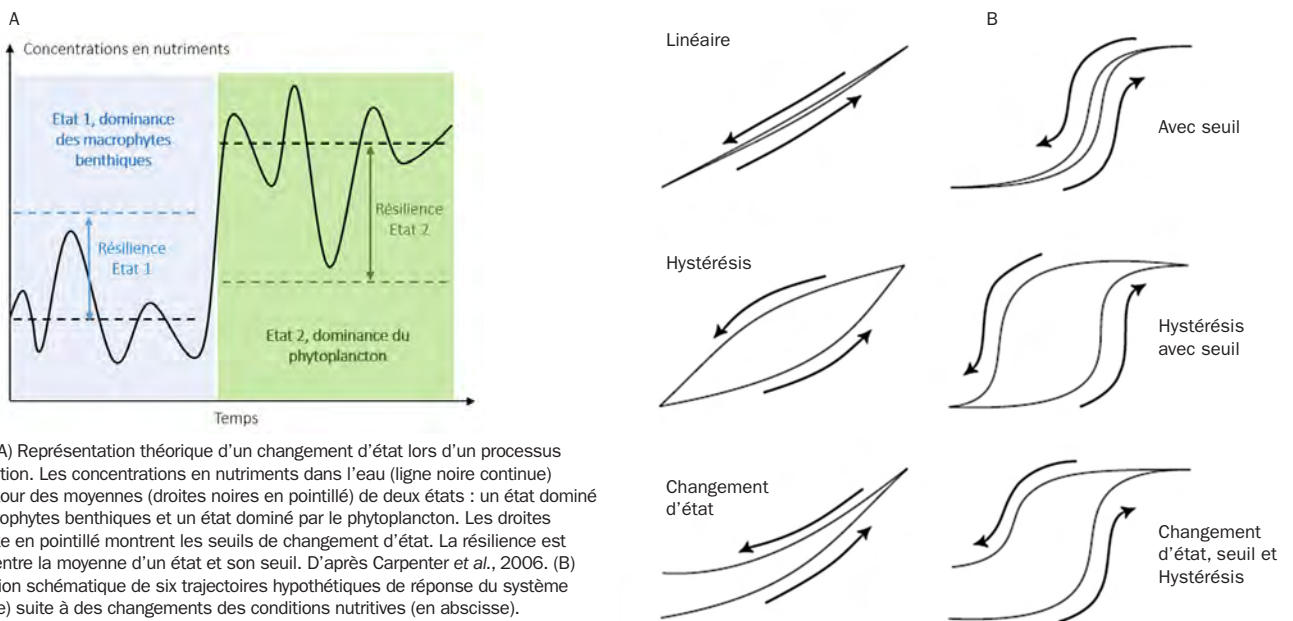 A
Concentrations en nutriments
Etat 1, dominance
des macrophytes
benthiques
Résilience
Etat 1
Résilience
Etat 2
Etat 2, dominance du
phytoplancton
Temps
A) Représentation théorique d'un changement d'état lors d'un processus
tion. Les concentrations en nutriments dans l'eau (ligne noire continue)
our des moyennes (droites noires en pointillé) de deux états : un état dominé
ophytes benthiques et un état dominé par le phytoplancton. Les droites
e en pointillé montrent les seuils de changement d'état. La résilience est
entre la moyenne d'un état et son seuil. D'après Carpenter et al., 2006. (B)
ion schématique de six trajectoires hypothétiques de réponse du système
e) suite à des changements des conditions nutritives (en abscisse).
B
Linéaire
Avec seuil
Hystérésis
Hystérésis
avec seuil
Changement
d'état
Changement
d'état, seuil et
Hystérésis